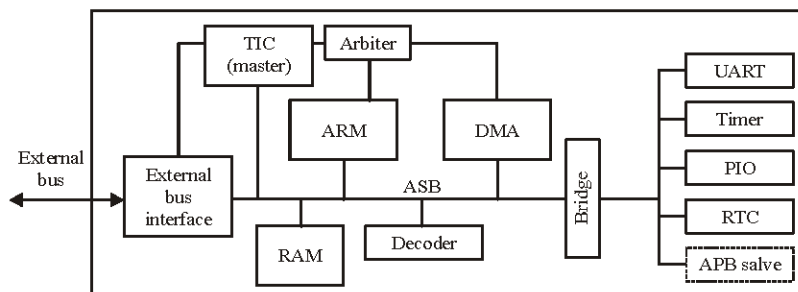 TIC
(master)
Arbiter
UART
ARM
DMA
Timer
External
bus
External
bus
interface
ASB
Bridge
PIO
RAM
Decoder
RTC
APB salve